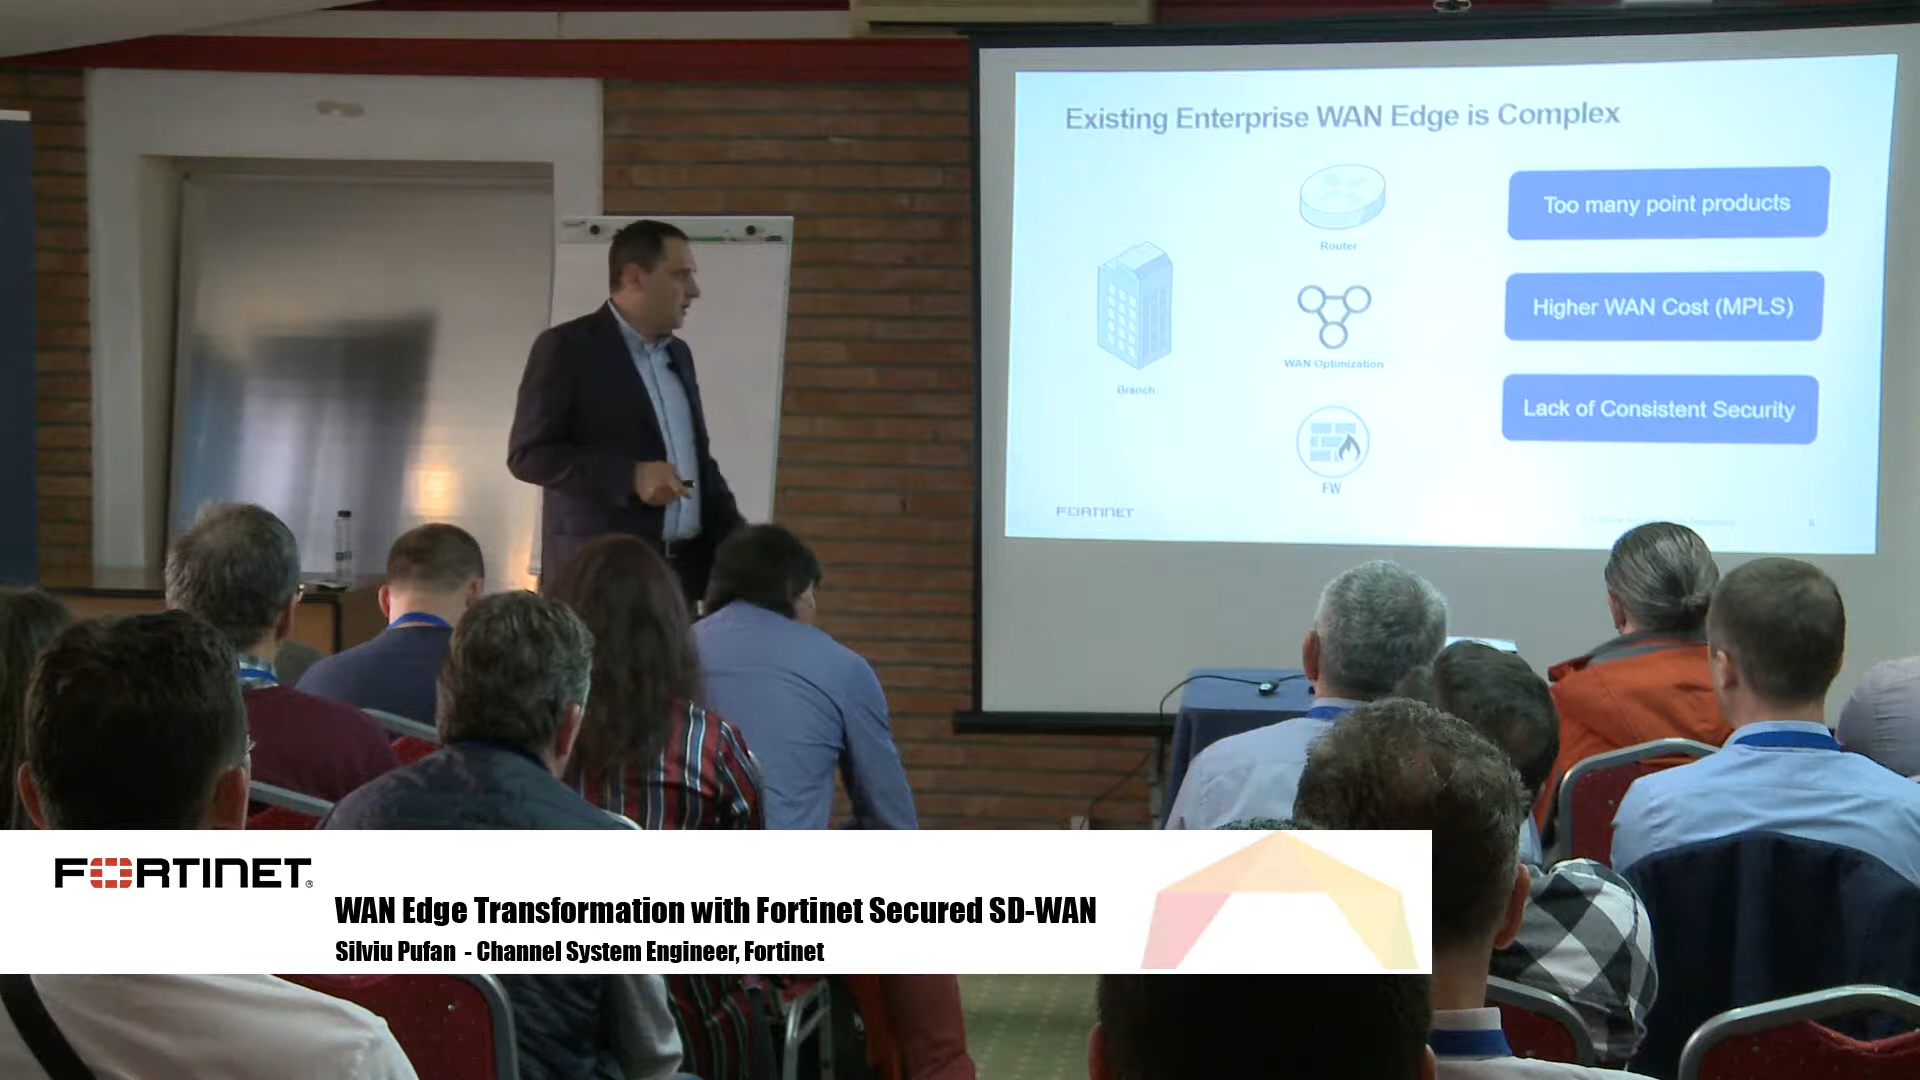 Existing Enterprise WAN Edge is Complex
Router
Too many point products
WAN Optimization
Higher WAN Cost (MPLS)
Branch
Lack of Consistent Security
FW
FORTINET
FORTINET®
WAN Edge Transformation with Fortinet Secured SD-WAN
Silviu Pufan - Channel System Engineer, Fortinet